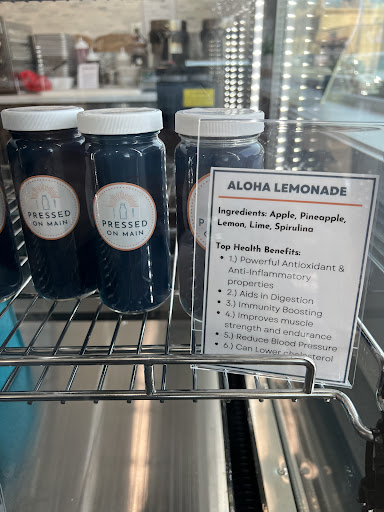 PRESSED
ON MAIN
PRESSED
ON MAIN
ALOHA LEMONADE
Ingredients: Apple, Pineapple,
Lemon, Lime, Spirulina
Top Health Benefits:
• 1.) Powerful Antioxidant &
Anti-Inflammatory
properties
• 2.) Aids in Digestion
• 3.) Immunity Boosting
• 4.) Improves muscle
strength and endurance
• 5.) Reduce Blood Pressure
• 6.) Can Lower cholesterol